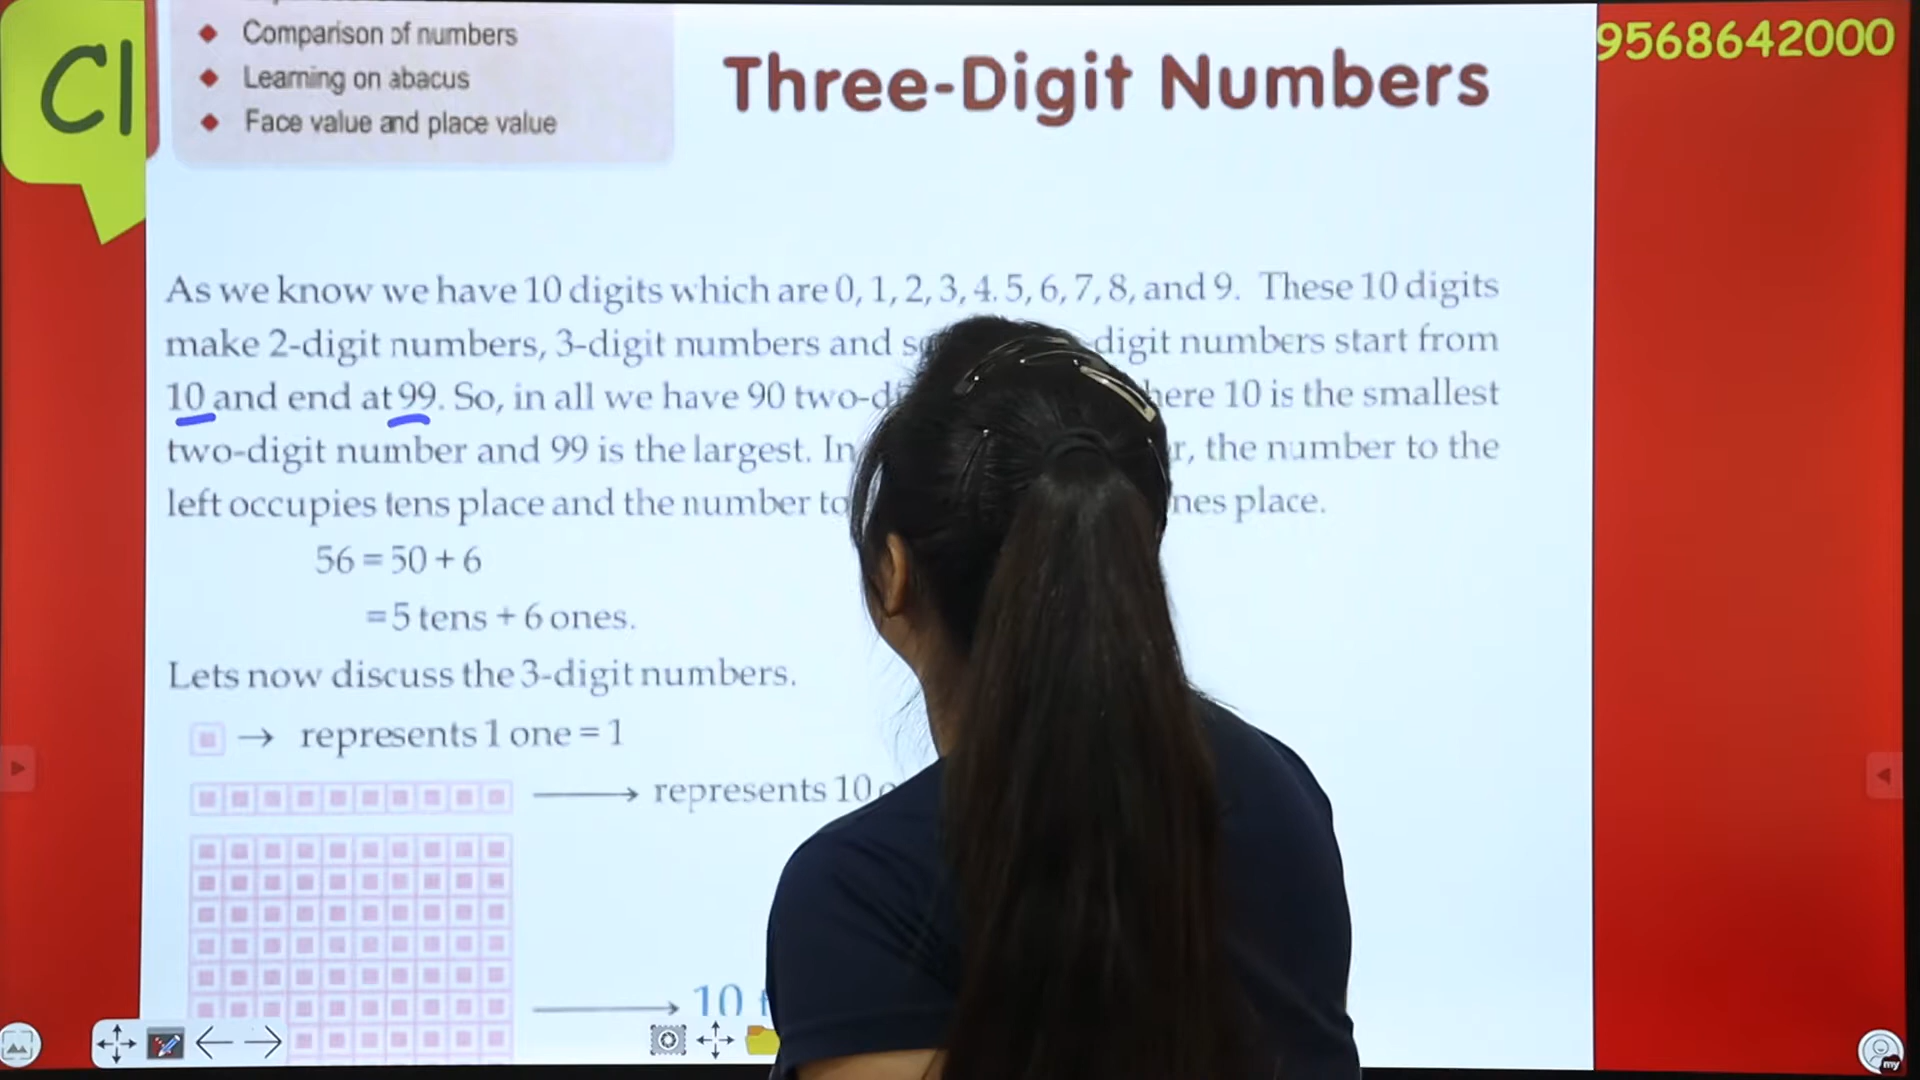 Cl
Comparison of numbers
Learning on abacus
Face value and place value
Three-Digit Numbers
9568642000
As we know we have 10 digits which are 0, 1, 2, 3, 4. 5, 6, 7, 8, and 9. These 10 digits
make 2-digit numbers, 3-digit numbers and digit numbers start from
10 and end at 99. So, in all we have 90 here 10 is the smallest
two-digit number and 99 is the largest. In the number to the
left occupies tens place and the number to place.
56 = 50 + 6
= 5 tens + 6 ones.
Lets now discuss the 3-digit numbers.
→ represents 1 one = 1
→ represents 10
→ 10
my